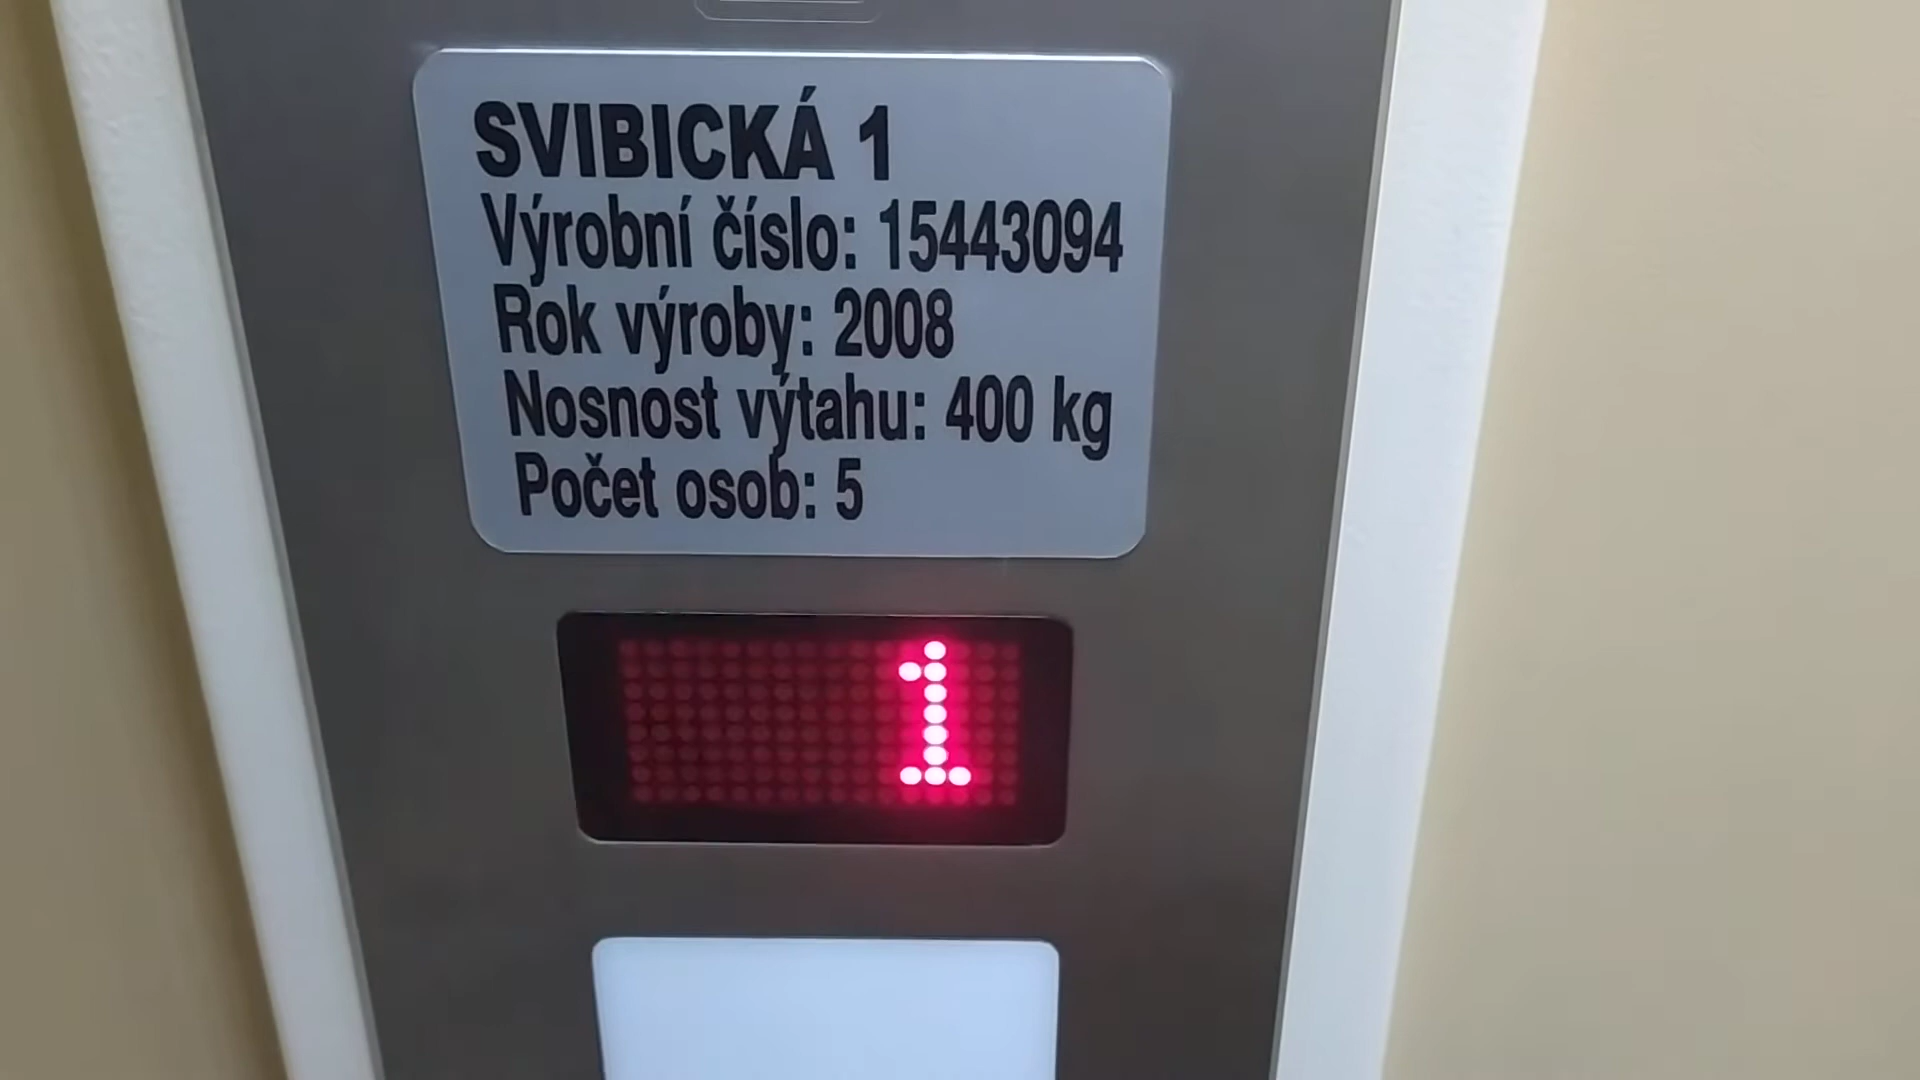 SVIBICKÁ 1
Výrobní číslo: 15443094
Rok výroby: 2008
Nosnost výtahu: 400 kg
Počet osob: 5
1